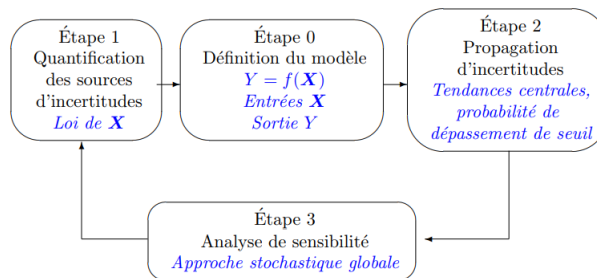 Étape 1
Quantification
des sources
d'incertitudes
Loi de X
Étape 0
Définition du modèle
Y = f(X)
Entrées X
Sortie Y
Étape 2
Propagation
d'incertitudes
Tendances centrales,
probabilité de
dépassement de seuil
Étape 3
Analyse de sensibilité
Approche stochastique globale